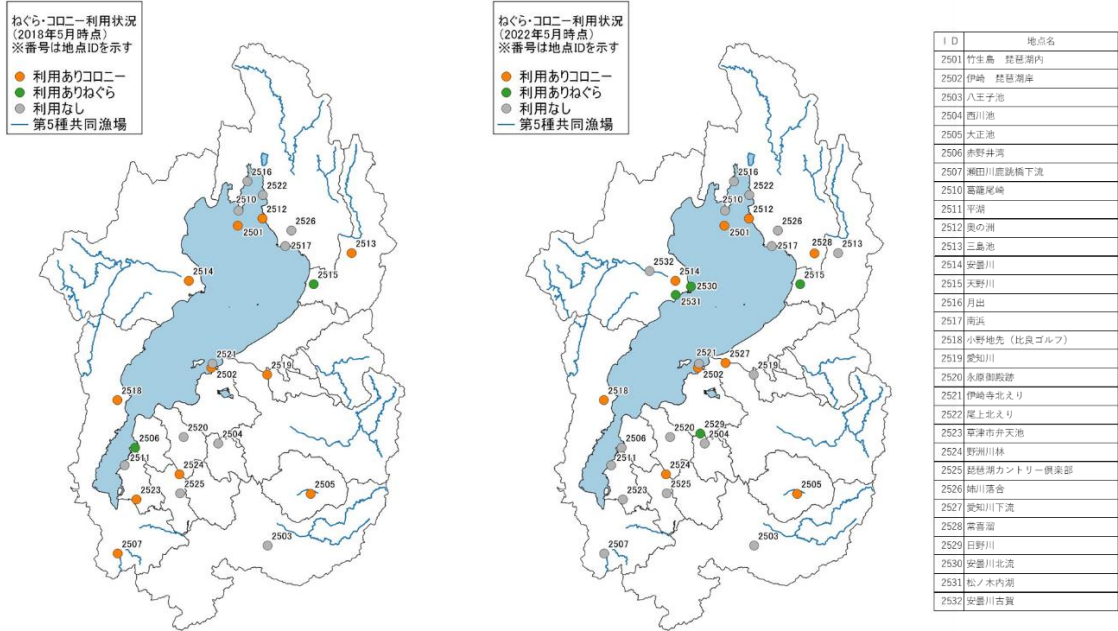 ねぐら・コロニー利用状況
(2018年5月時点)
※番号は地点IDを示す
利用ありコロニー
利用ありねぐら
利用なし
第5種共同漁場
2516
2522
2510
2512
2501
2526
2517
2513
2514
2515
2521
2502
2519
2518
2506
2520
2504
2511
2524
2523
2525
2505
2503
2507
ねぐら・コロニー利用状況
(2022年5月時点)
※番号は地点IDを示す
利用ありコロニー
利用ありねぐら
利用なし
第5種共同漁場
2516
2522
2510
2512
2501
2526
2517
2528
2513
2532
2514
2530
2531
2515
2521
2527
2502
2519
2518
2529
2506
2520
2504
2511
2524
2523
2525
2505
2503
2507
ID 地点名
2501 竹生島 琵琶湖内
2502 伊崎 琵琶湖岸
2503 八王子池
2504 西川池
2505 大正池
2506 赤野井湾
2507 瀬田川鹿跳橋下流
2510 葛籠尾崎
2511 平湖
2512 奥の洲
2513 三島池
2514 安曇川
2515 天野川
2516 月出
2517 南浜
2518 小野地先(比良ゴルフ)
2519 愛知川
2520 永原御殿跡
2521 伊崎寺北えり
2522 尾上北えり
2523 草津市弁天池
2524 野洲川林
2525 琵琶湖カントリー倶楽部
2526 姉川落合
2527 愛知川下流
2528 常喜溜
2529 日野川
2530 安曇川北流
2531 松ノ木内湖
2532 安曇川古賀